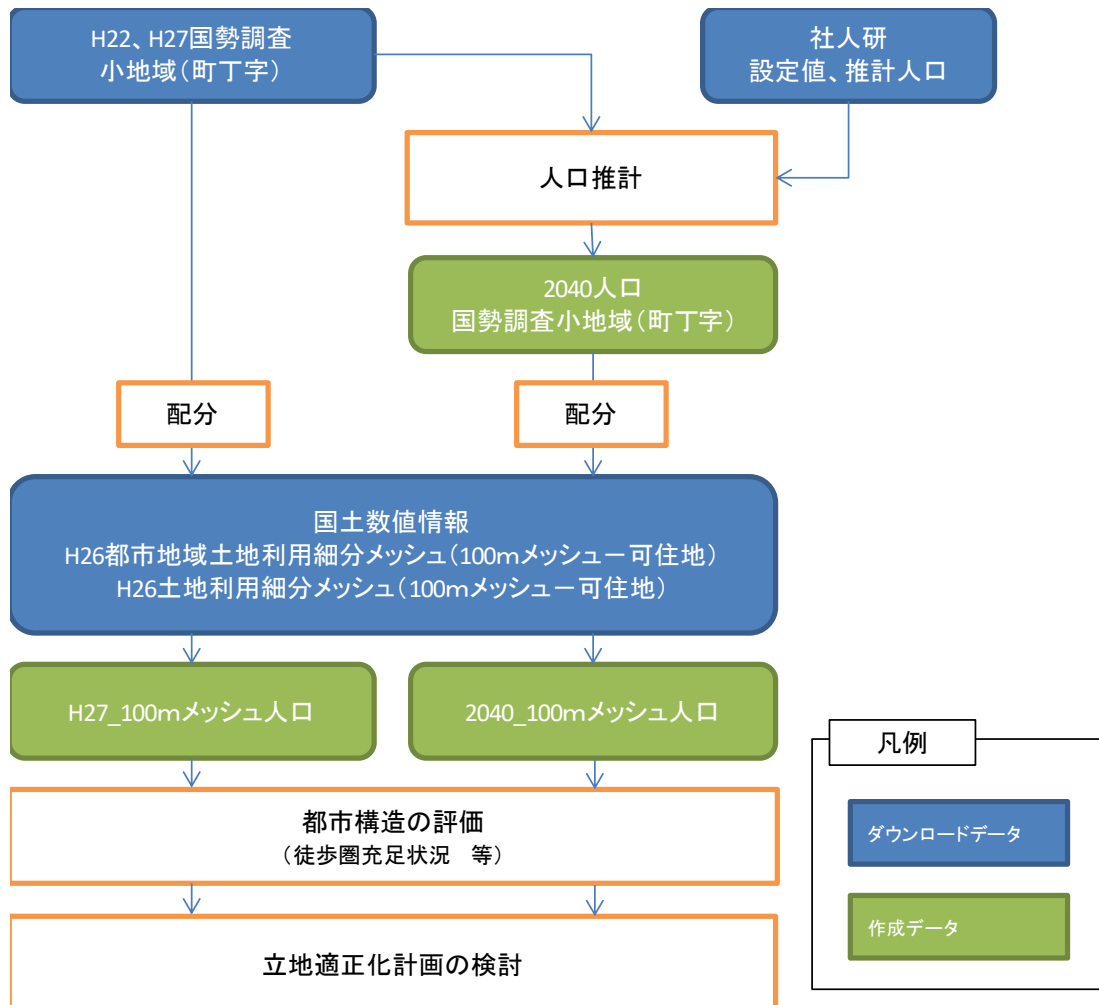 H22、H27国勢調査
小地域（町丁字）
社人研
設定値、推計人口
人口推計
2040人口
国勢調査小地域（町丁字）
配分
配分
国土数値情報
H26都市地域土地利用細分メッシュ（100mメッシュー可住地）
H26土地利用細分メッシュ（100mメッシュー可住地）
H27_100mメッシュ人口
2040_100mメッシュ人口
都市構造の評価
（徒歩圏充足状況　等）
立地適正化計画の検討
凡例
ダウンロードデータ
作成データ